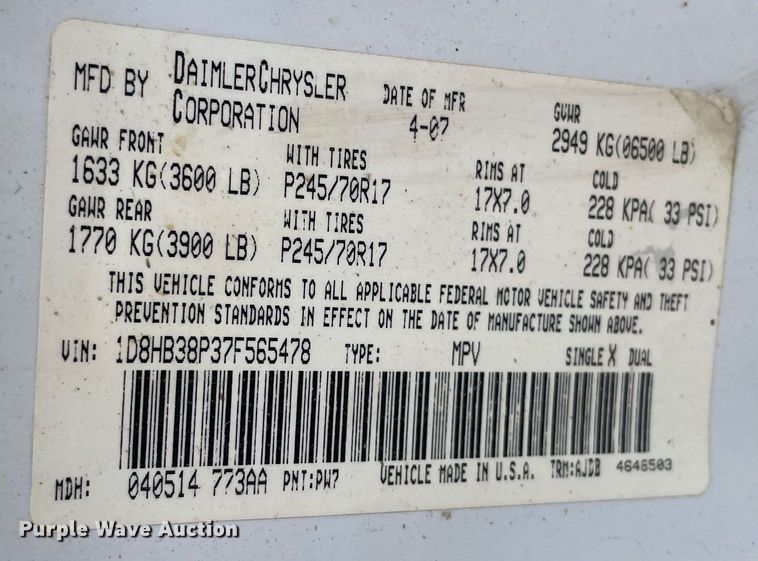 MFD BY DAIMLERCHRYSLER CORPORATION DATE OF MFR 4-07 GVWR 2949 KG(06500 LB)
GAWR FRONT WITH TIRES RIMS AT COLD
1633 KG(3600 LB) P245/70R17 17X7.0 228 KPA( 33 PSI)
GAWR REAR WITH TIRES RIMS AT COLD
1770 KG(3900 LB) P245/70R17 17X7.0 228 KPA( 33 PSI)
THIS VEHICLE CONFORMS TO ALL APPLICABLE FEDERAL MOTOR VEHICLE SAFETY AND THEFT
PREVENTION STANDARDS IN EFFECT ON THE DATE OF MANUFACTURE SHOWN ABOVE.
VIN: 1D8HB38P37F565478 TYPE: MPV SINGLE X DUAL
MDH: 040514 773AA PNT:PW7 VEHICLE MADE IN U.S.A. TRM:AJDB 4648503
Purple Wave Auction